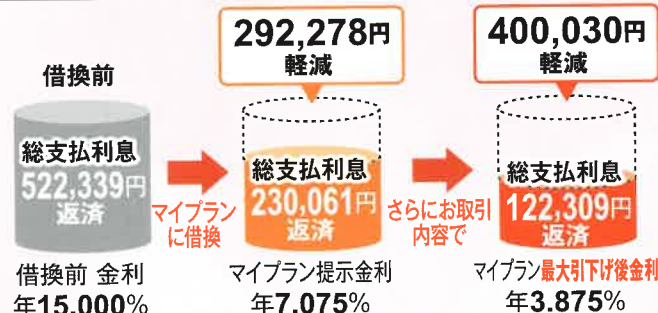 借換前
総支払利息
522,339円
返済
借換前 金利
年15.000%
マイプラン
に借換
292,278円
軽減
総支払利息
230,061円
返済
マイプラン提示金利
年7.075%
さらにお取引
内容で
400,030円
軽減
総支払利息
122,309円
返済
マイプラン最大引下げ後金利
年3.875%